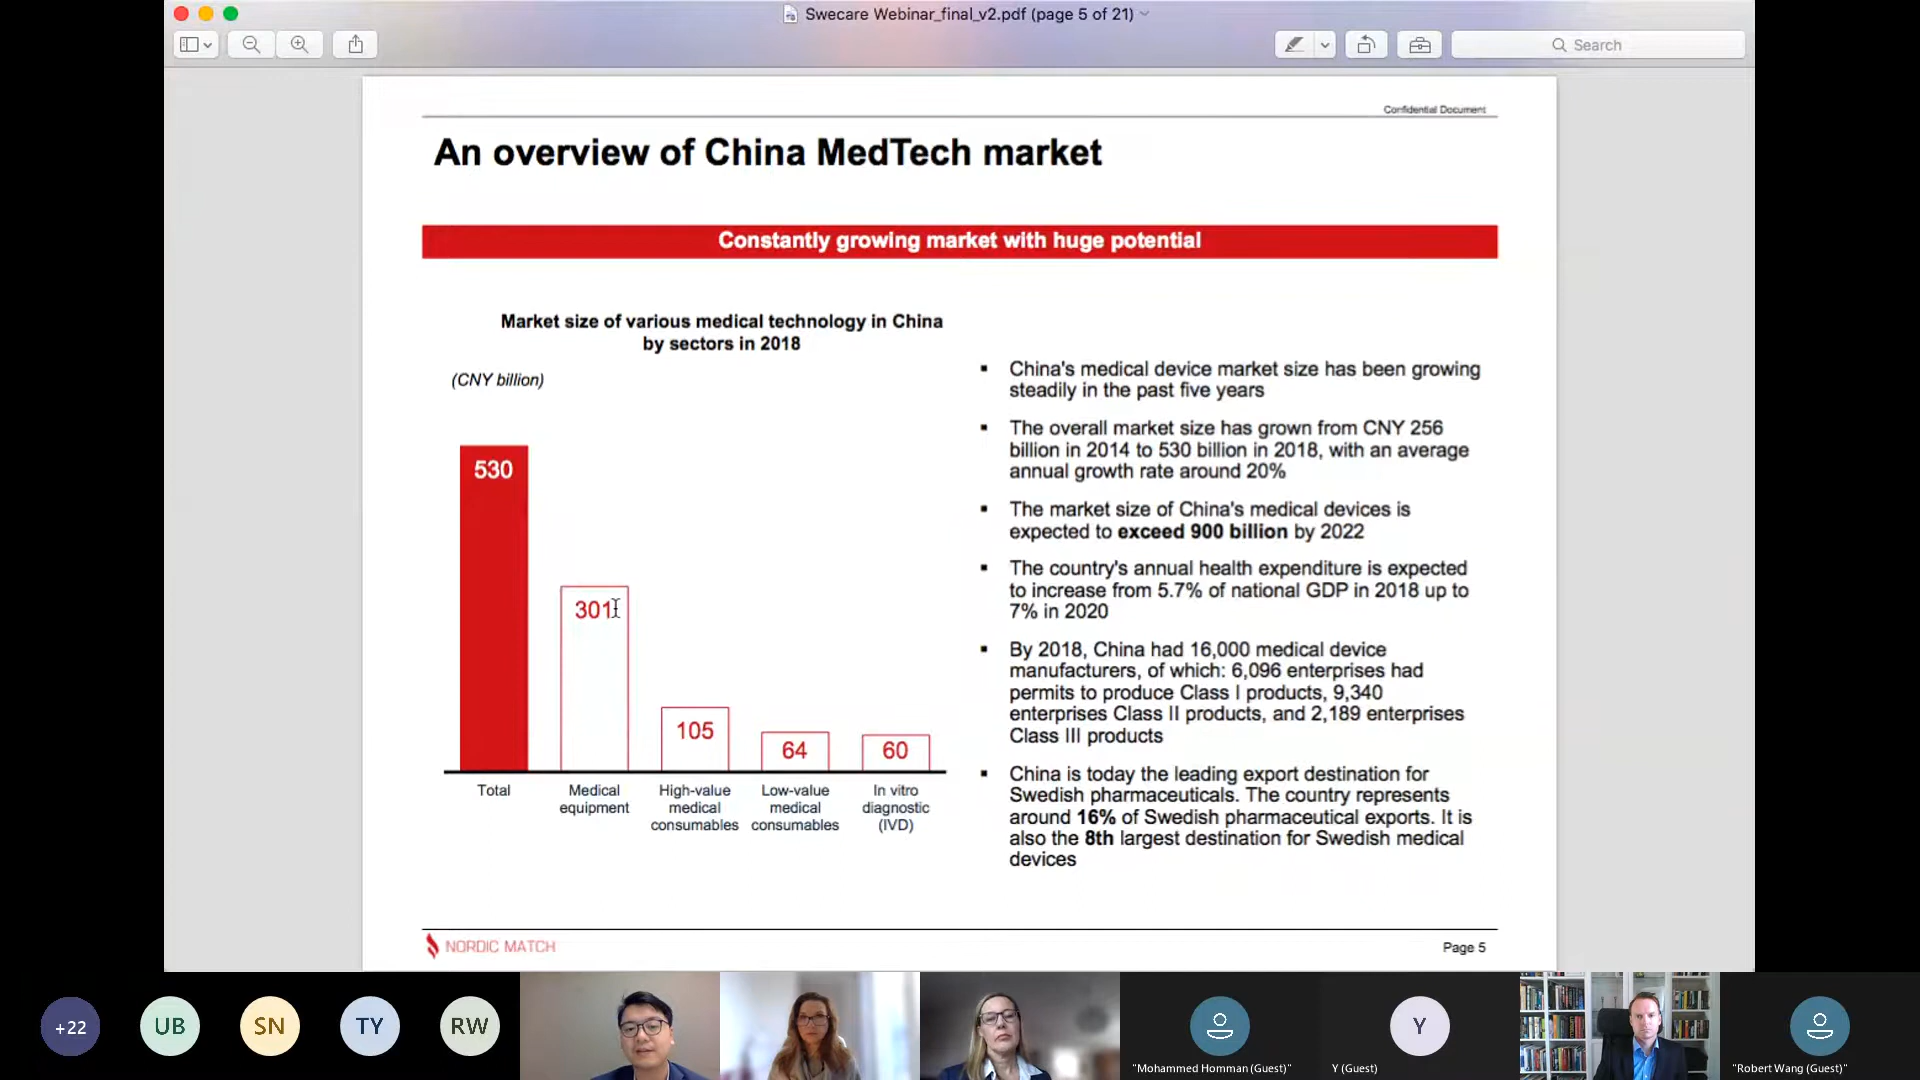 Swecare Webinar_final_v2.pdf (page 5 of 21)
Search
Confidential Document
An overview of China MedTech market
Constantly growing market with huge potential
Market size of various medical technology in China
by sectors in 2018
(CNY billion)
530
301
105
64
60
Total
Medical
equipment
High-value
medical
consumables
Low-value
medical
consumables
In vitro
diagnostic
(IVD)
▪ China's medical device market size has been growing
steadily in the past five years
▪ The overall market size has grown from CNY 256
billion in 2014 to 530 billion in 2018, with an average
annual growth rate around 20%
▪ The market size of China's medical devices is
expected to exceed 900 billion by 2022
▪ The country's annual health expenditure is expected
to increase from 5.7% of national GDP in 2018 up to
7% in 2020
▪ By 2018, China had 16,000 medical device
manufacturers, of which: 6,096 enterprises had
permits to produce Class I products, 9,340
enterprises Class II products, and 2,189 enterprises
Class III products
▪ China is today the leading export destination for
Swedish pharmaceuticals. The country represents
around 16% of Swedish pharmaceutical exports. It is
also the 8th largest destination for Swedish medical
devices
NORDIC MATCH
Page 5
+22
UB
SN
TY
RW
Y
"Mohammed Homman (Guest)"
Y (Guest)
"Robert Wang (Guest)"